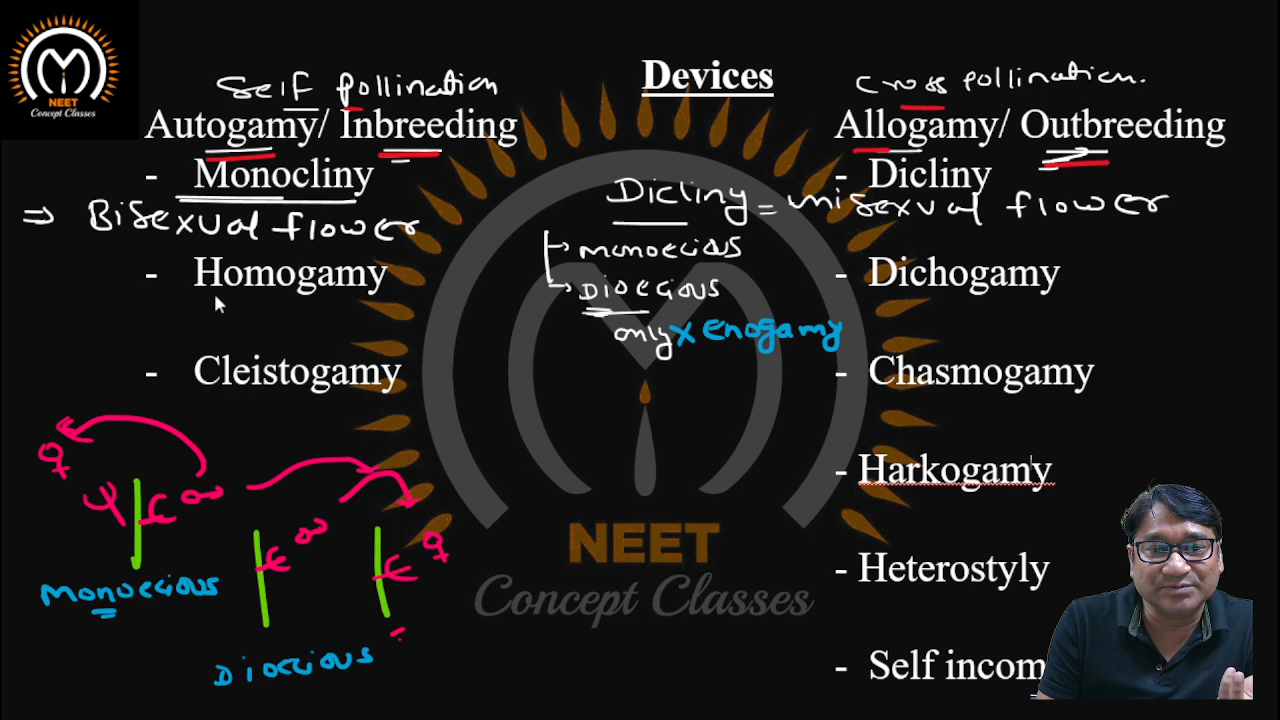 NEET
Concept Classes
Devices
Self pollination
Autogamy/ Inbreeding
- Monocliny
⇒ Bisexual flower
- Homogamy
- Cleistogamy
Dicliny = unisexual flower
→ monoecious
→ Dioecious
only xenogamy
Cross pollination.
Allogamy/ Outbreeding
- Dicliny
- Dichogamy
- Chasmogamy
- Harkogamy
- Heterostyly
- Self incom
♀
Monoecious
♀
Dioecious
NEET
Concept Classes